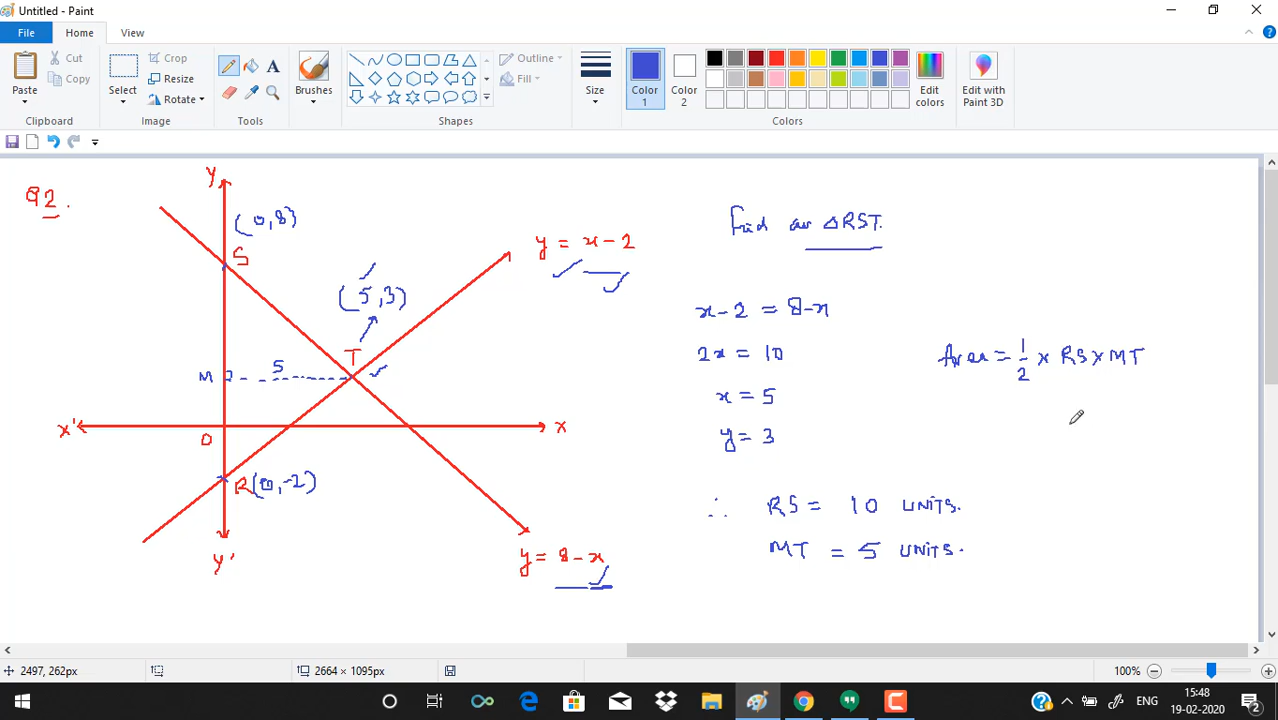 Untitled - Paint
File Home View
Paste
Cut
Copy
Clipboard
Select
Crop
Resize
Rotate
Image
A
Tools
Brushes
Outline
Fill
Shapes
Size
Color 1
Color 2
Edit colors
Colors
Edit with Paint 3D
Q2.
y
(0,8)
S
y = x-2
(5,3)
T
M
5
x'
O
x
R(0,-2)
y'
y = 8-x
Find ar △RST.
x-2 = 8-x
2x = 10
x = 5
y = 3
Area = 1/2 × RS × MT
∴ RS = 10 UNITS.
MT = 5 UNITS.
2497, 262px
2664 × 1095px
100%
ENG
15:48
19-02-2020
2